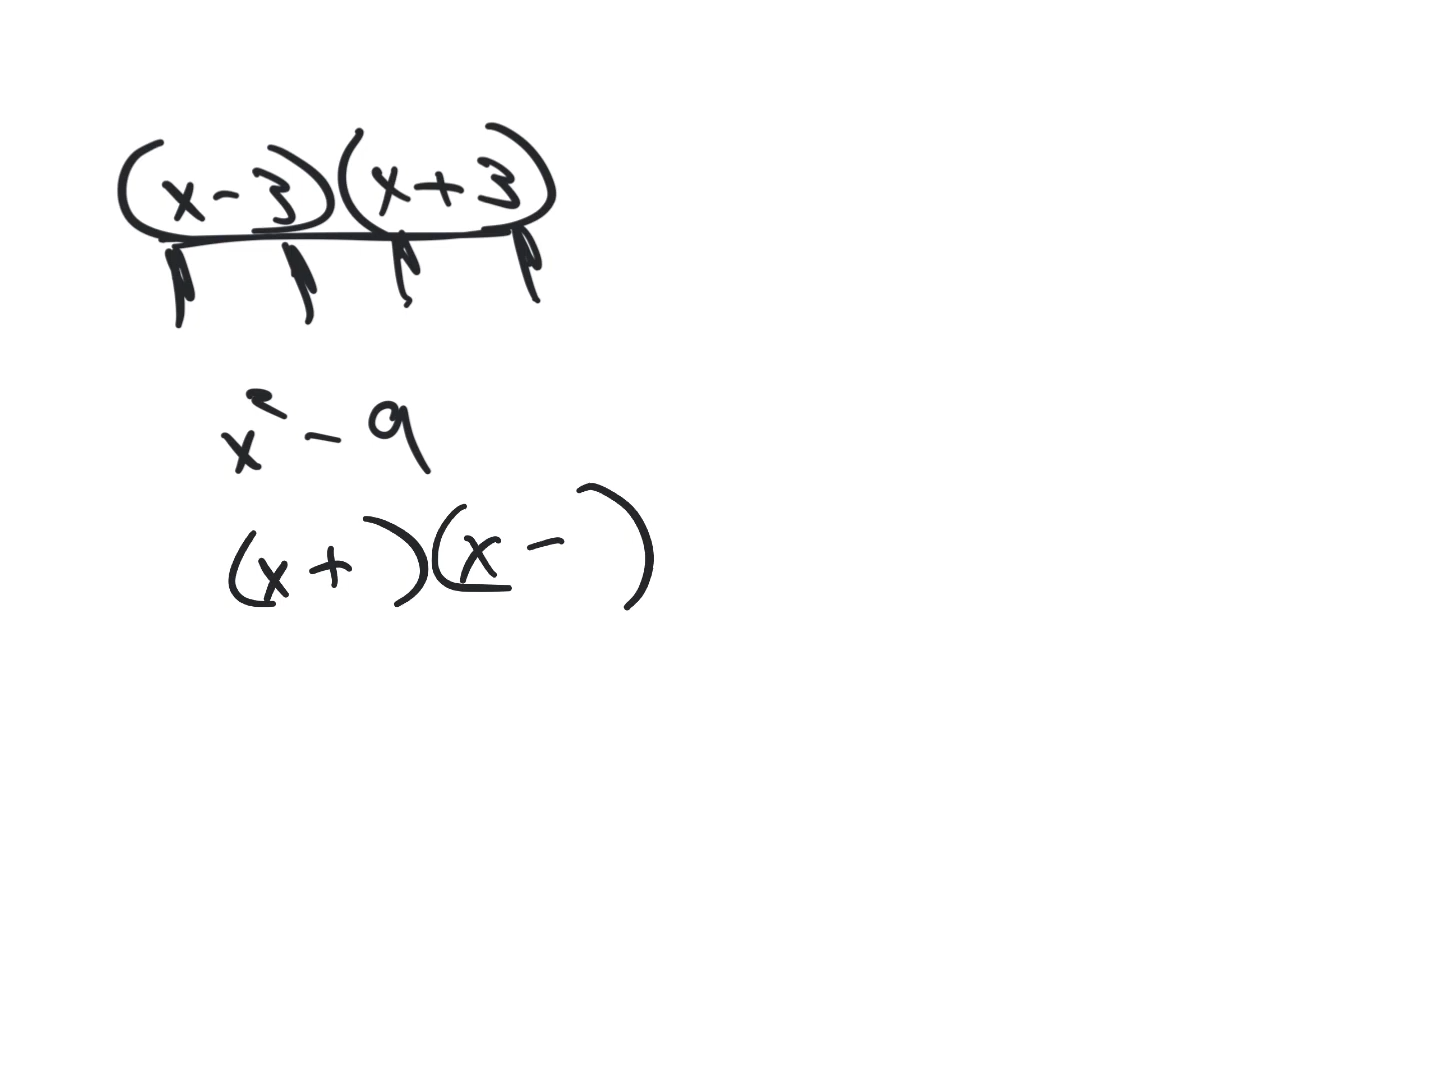 (x-3)(x+3)
x² - 9
(x + )(x - )